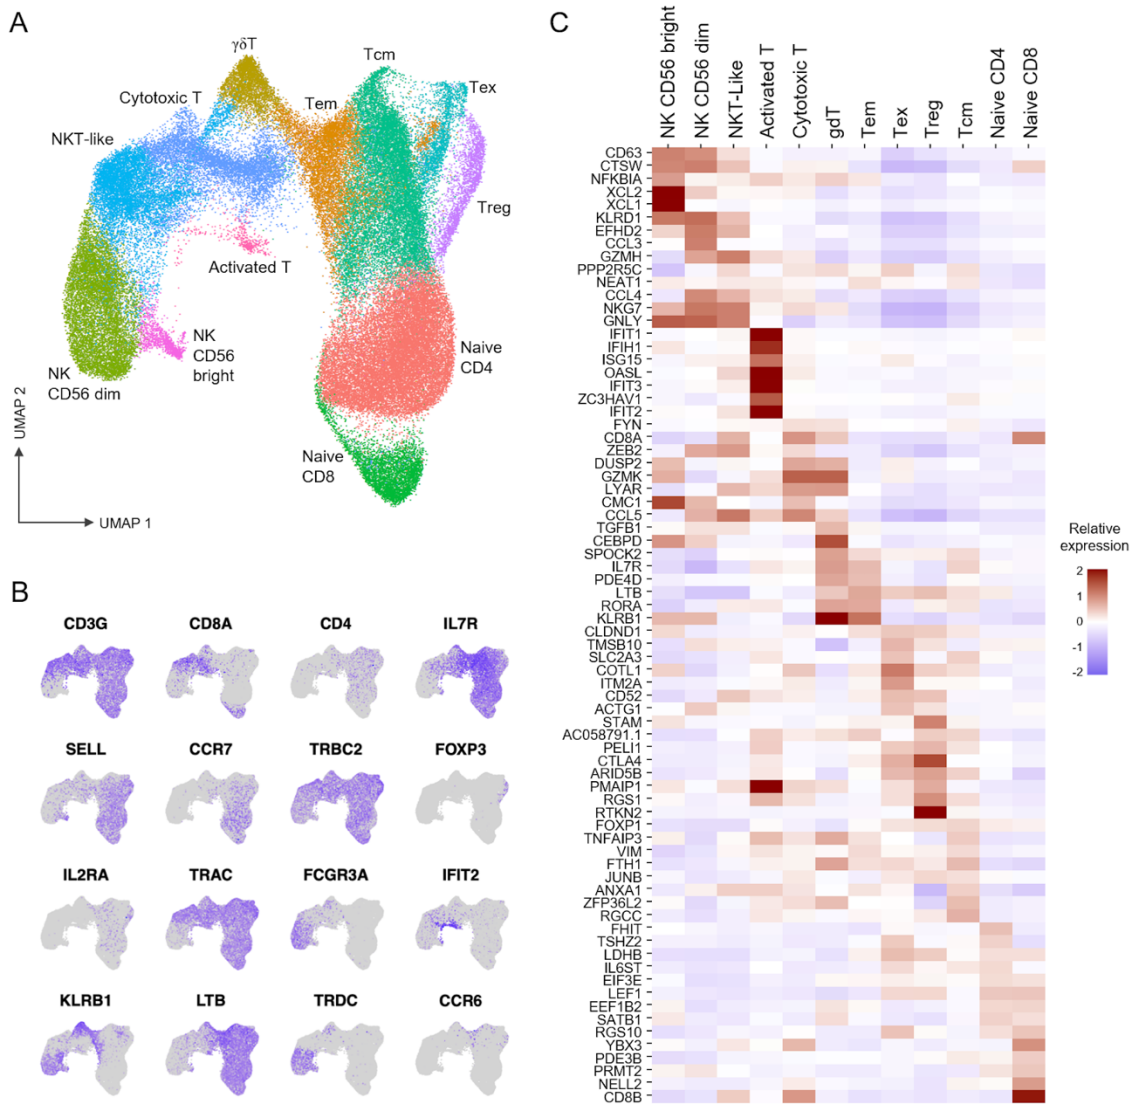 A
γδT
Tcm
Tex
Cytotoxic T
Tem
NKT-like
Treg
Activated T
NK
CD56
bright
NK
CD56 dim
Naive
CD4
Naive
CD8
UMAP 2
UMAP 1
B
CD3G CD8A CD4 IL7R
SELL CCR7 TRBC2 FOXP3
IL2RA TRAC FCGR3A IFIT2
KLRB1 LTB TRDC CCR6
C
NK CD56 bright
NK CD56 dim
NKT-Like
Activated T
Cytotoxic T
gdT
Tem
Tex
Treg
Tcm
Naive CD4
Naive CD8
CD63
CTSW
NFKBIA
XCL2
XCL1
KLRD1
EFHD2
CCL3
GZMH
PPP2R5C
NEAT1
CCL4
NKG7
GNLY
IFIT1
IFIH1
ISG15
OASL
IFIT3
ZC3HAV1
IFIT2
FYN
CD8A
ZEB2
DUSP2
GZMK
LYAR
CMC1
CCL5
TGFB1
CEBPD
SPOCK2
IL7R
PDE4D
LTB
RORA
KLRB1
CLDND1
TMSB10
SLC2A3
COTL1
ITM2A
CD52
ACTG1
STAM
AC058791.1
PELI1
CTLA4
ARID5B
PMAIP1
RGS1
RTKN2
FOXP1
TNFAIP3
VIM
FTH1
JUNB
ANXA1
ZFP36L2
RGCC
FHIT
TSHZ2
LDHB
IL6ST
EIF3E
LEF1
EEF1B2
SATB1
RGS10
YBX3
PDE3B
PRMT2
NELL2
CD8B
Relative
expression
2
1
0
-1
-2